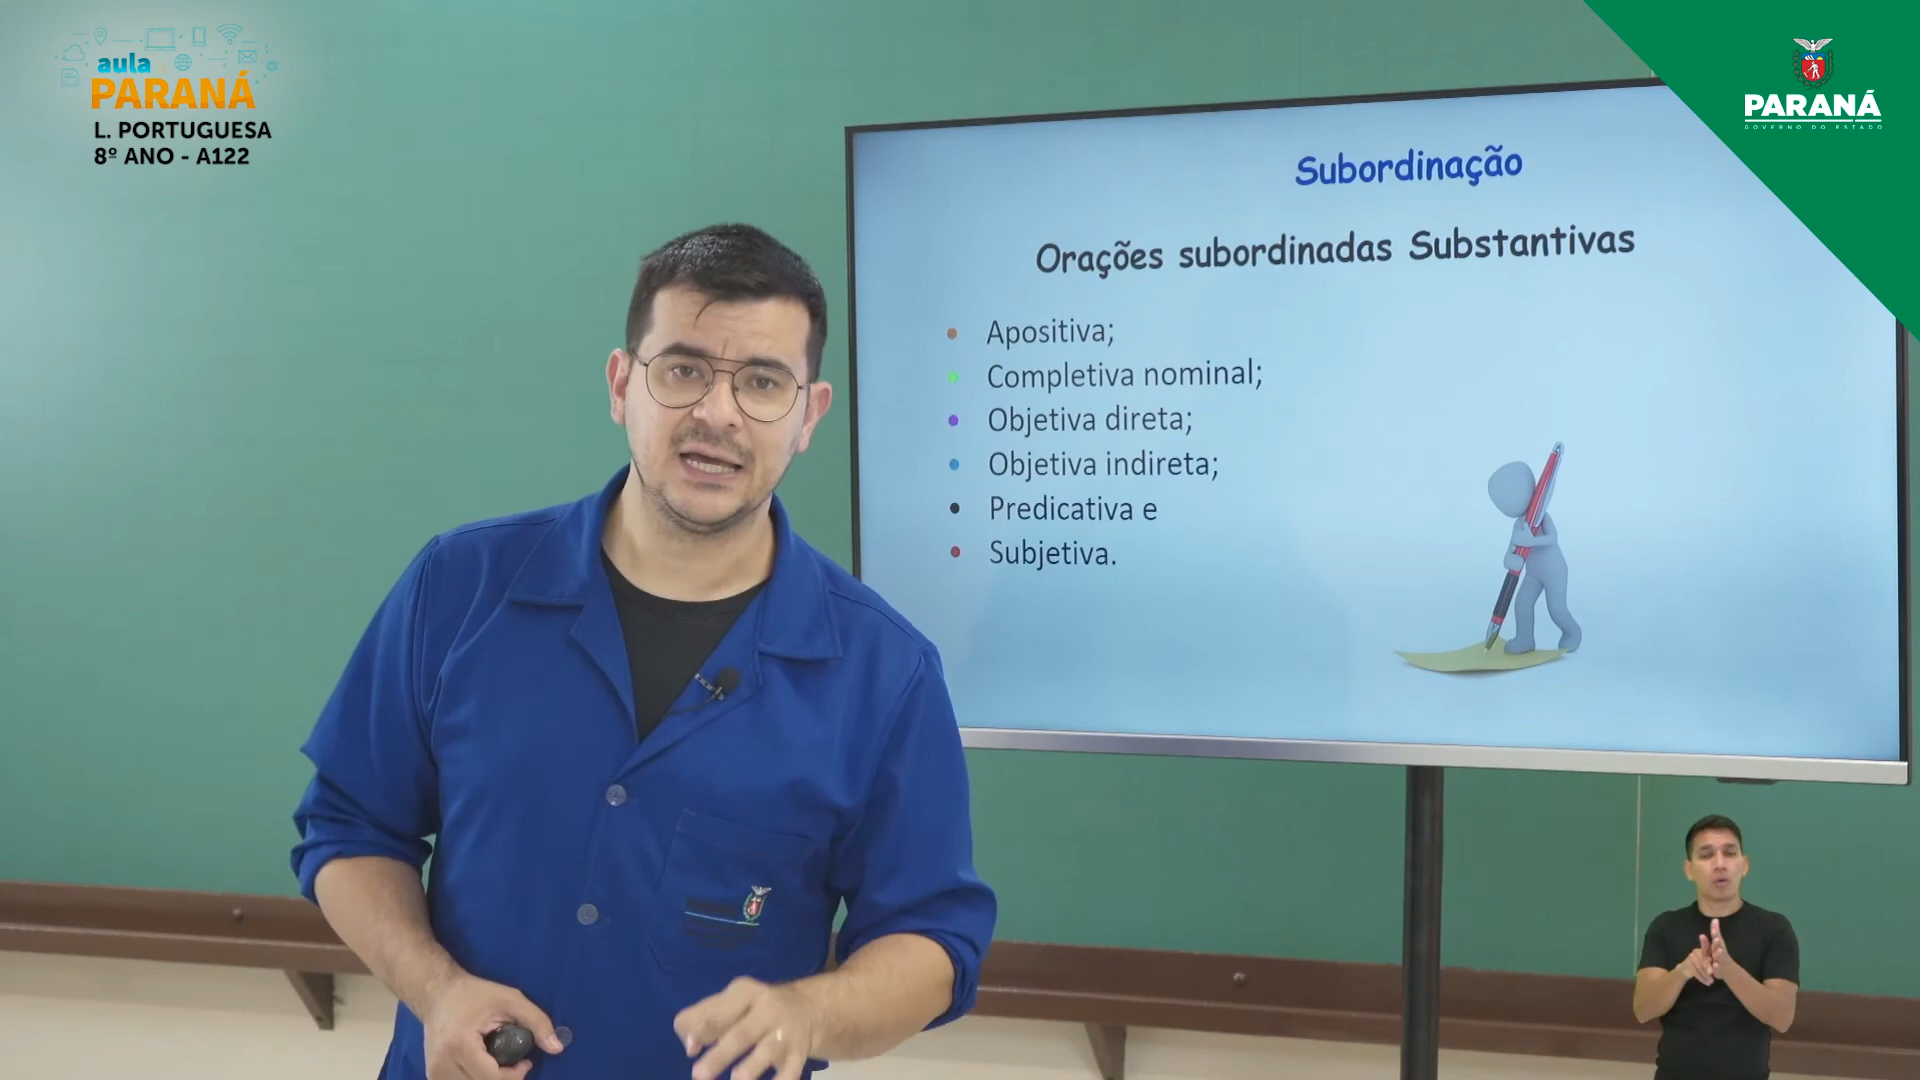 aula
PARANÁ
L. PORTUGUESA
8º ANO - A122
PARANÁ
GOVERNO DO ESTADO
Subordinação
Orações subordinadas Substantivas
• Apositiva;
• Completiva nominal;
• Objetiva direta;
• Objetiva indireta;
• Predicativa e
• Subjetiva.